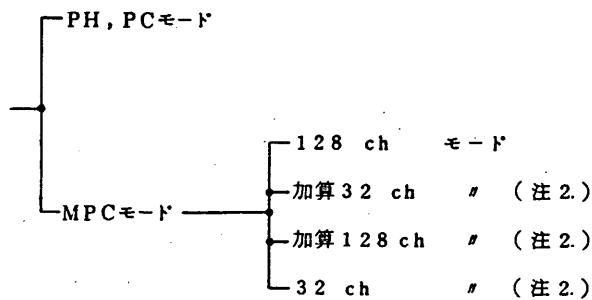 PH, PCモード
128 ch モード
加算32 ch 〃 (注2.)
MPCモード
加算128 ch 〃 (注2.)
32 ch 〃 (注2.)